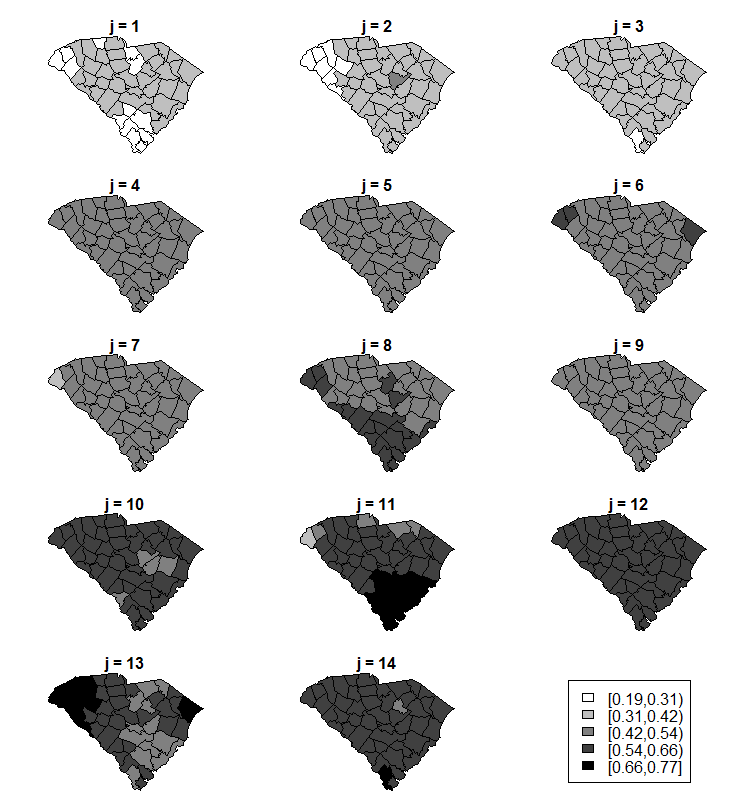 j = 1
j = 2
j = 3
j = 4
j = 5
j = 6
j = 7
j = 8
j = 9
j = 10
j = 11
j = 12
j = 13
j = 14
[0.19,0.31)
[0.31,0.42)
[0.42,0.54)
[0.54,0.66)
[0.66,0.77]